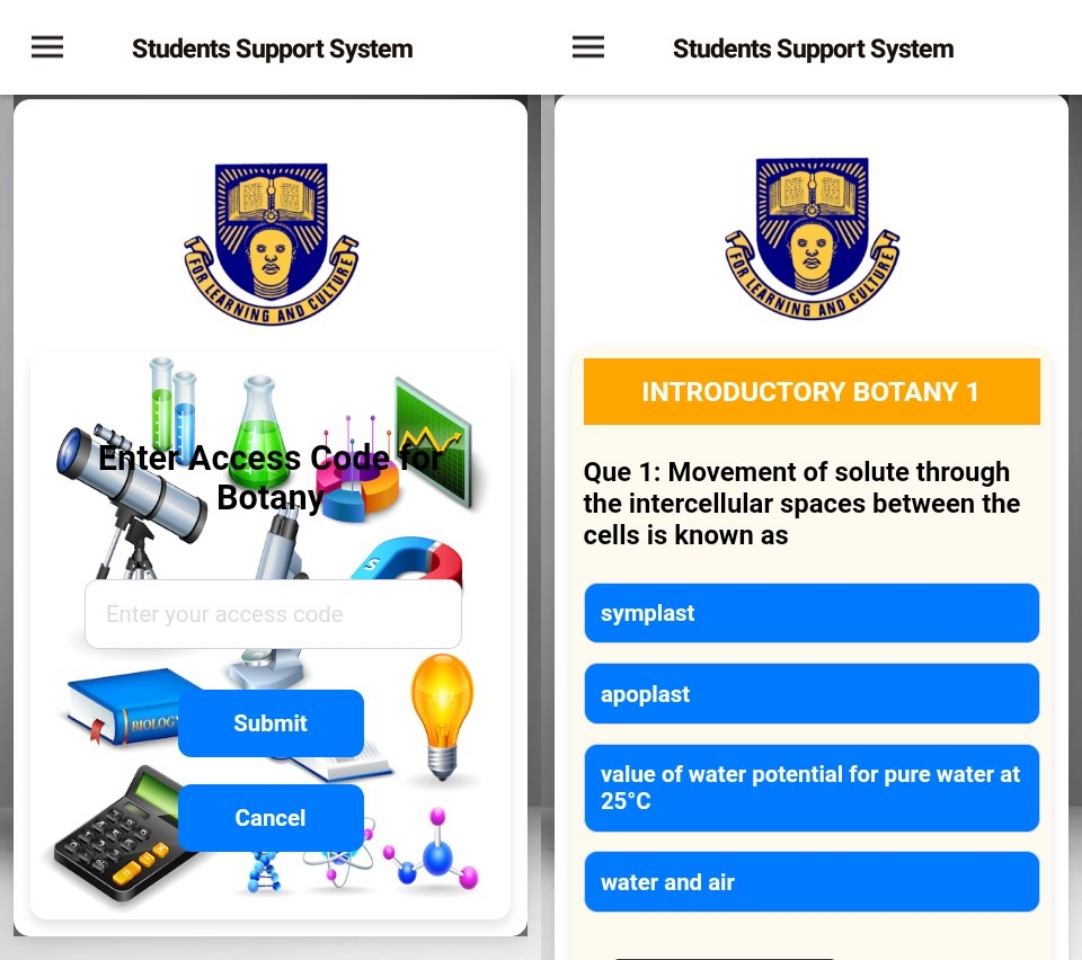 Students Support System
FOR LEARNING AND CULTURE
Enter Access Code for
Botany
S
Enter your access code
BIOLOGY
Submit
Cancel
Students Support System
FOR LEARNING AND CULTURE
INTRODUCTORY BOTANY 1
Que 1: Movement of solute through
the intercellular spaces between the
cells is known as
symplast
apoplast
value of water potential for pure water at
25°C
water and air